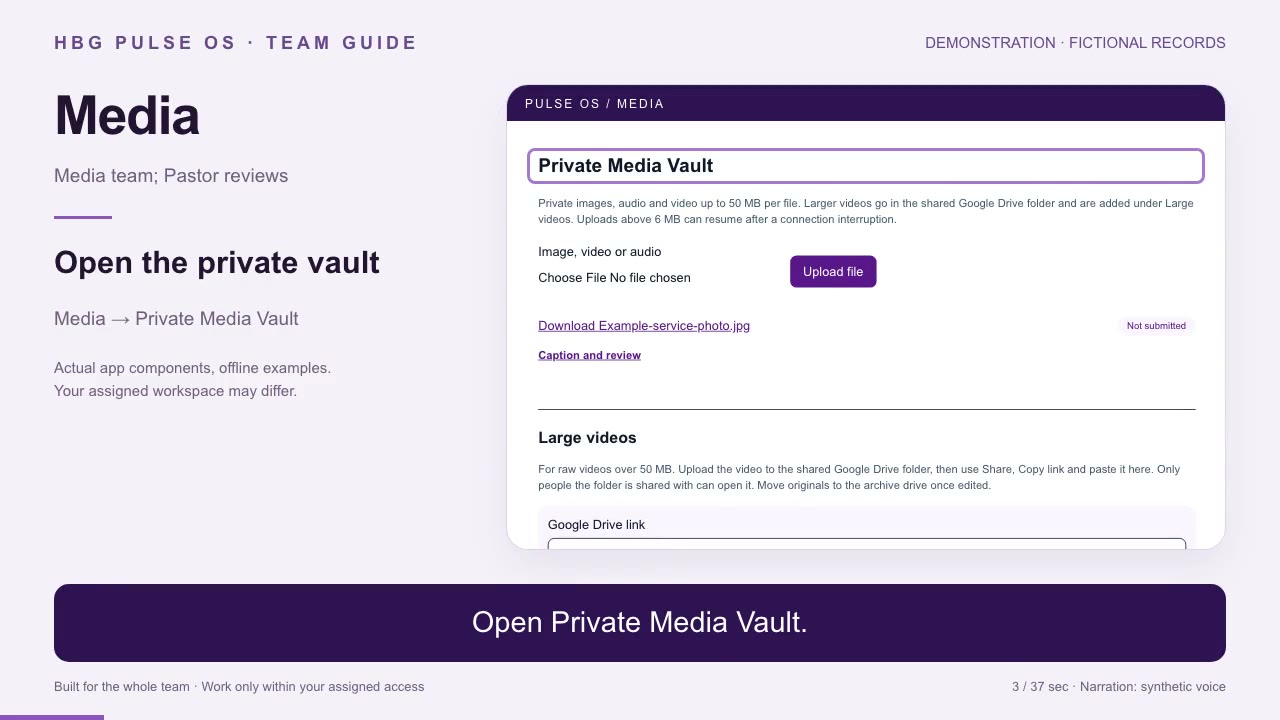 HBG PULSE OS · TEAM GUIDE
DEMONSTRATION · FICTIONAL RECORDS
Media
Media team; Pastor reviews
Open the private vault
Media → Private Media Vault
Actual app components, offline examples.
Your assigned workspace may differ.
PULSE OS / MEDIA
Private Media Vault
Private images, audio and video up to 50 MB per file. Larger videos go in the shared Google Drive folder and are added under Large
videos. Uploads above 6 MB can resume after a connection interruption.
Image, video or audio
Choose File No file chosen
Upload file
Download Example-service-photo.jpg
Not submitted
Caption and review
Large videos
For raw videos over 50 MB. Upload the video to the shared Google Drive folder, then use Share, Copy link and paste it here. Only
people the folder is shared with can open it. Move originals to the archive drive once edited.
Google Drive link
Open Private Media Vault.
Built for the whole team · Work only within your assigned access
3 / 37 sec · Narration: synthetic voice